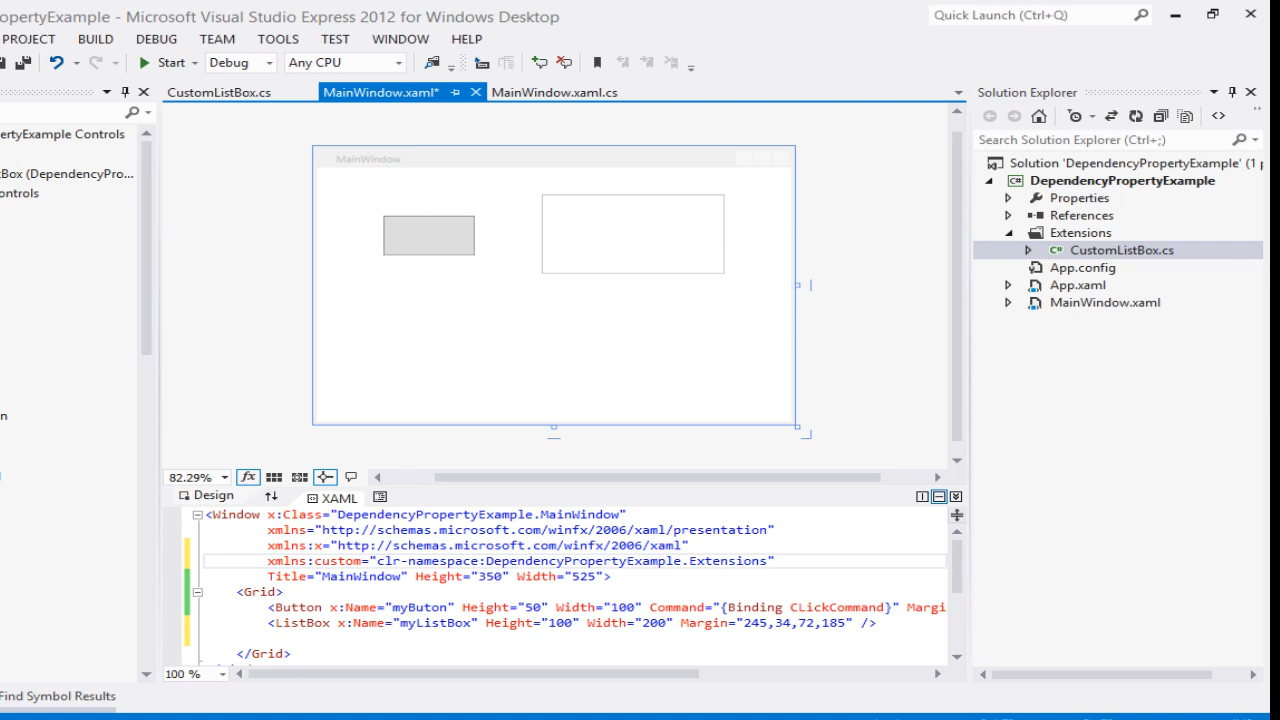 opertyExample - Microsoft Visual Studio Express 2012 for Windows Desktop
Quick Launch (Ctrl+Q)
PROJECT BUILD DEBUG TEAM TOOLS TEST WINDOW HELP
Start Debug Any CPU
CustomListBox.cs MainWindow.xaml* MainWindow.xaml.cs
Solution Explorer
ertyExample Controls
Search Solution Explorer (Ctrl+;)
tBox (DependencyPro...
ontrols
Solution 'DependencyPropertyExample' (1 p
DependencyPropertyExample
Properties
References
Extensions
CustomListBox.cs
App.config
App.xaml
MainWindow.xaml
MainWindow
n
82.29% fx
Design XAML
<Window x:Class="DependencyPropertyExample.MainWindow"
xmlns="http://schemas.microsoft.com/winfx/2006/xaml/presentation"
xmlns:x="http://schemas.microsoft.com/winfx/2006/xaml"
xmlns:custom="clr-namespace:DependencyPropertyExample.Extensions"
Title="MainWindow" Height="350" Width="525">
<Grid>
<Button x:Name="myButon" Height="50" Width="100" Command="{Binding CLickCommand}" Margi
<ListBox x:Name="myListBox" Height="100" Width="200" Margin="245,34,72,185" />
</Grid>
100 %
Find Symbol Results